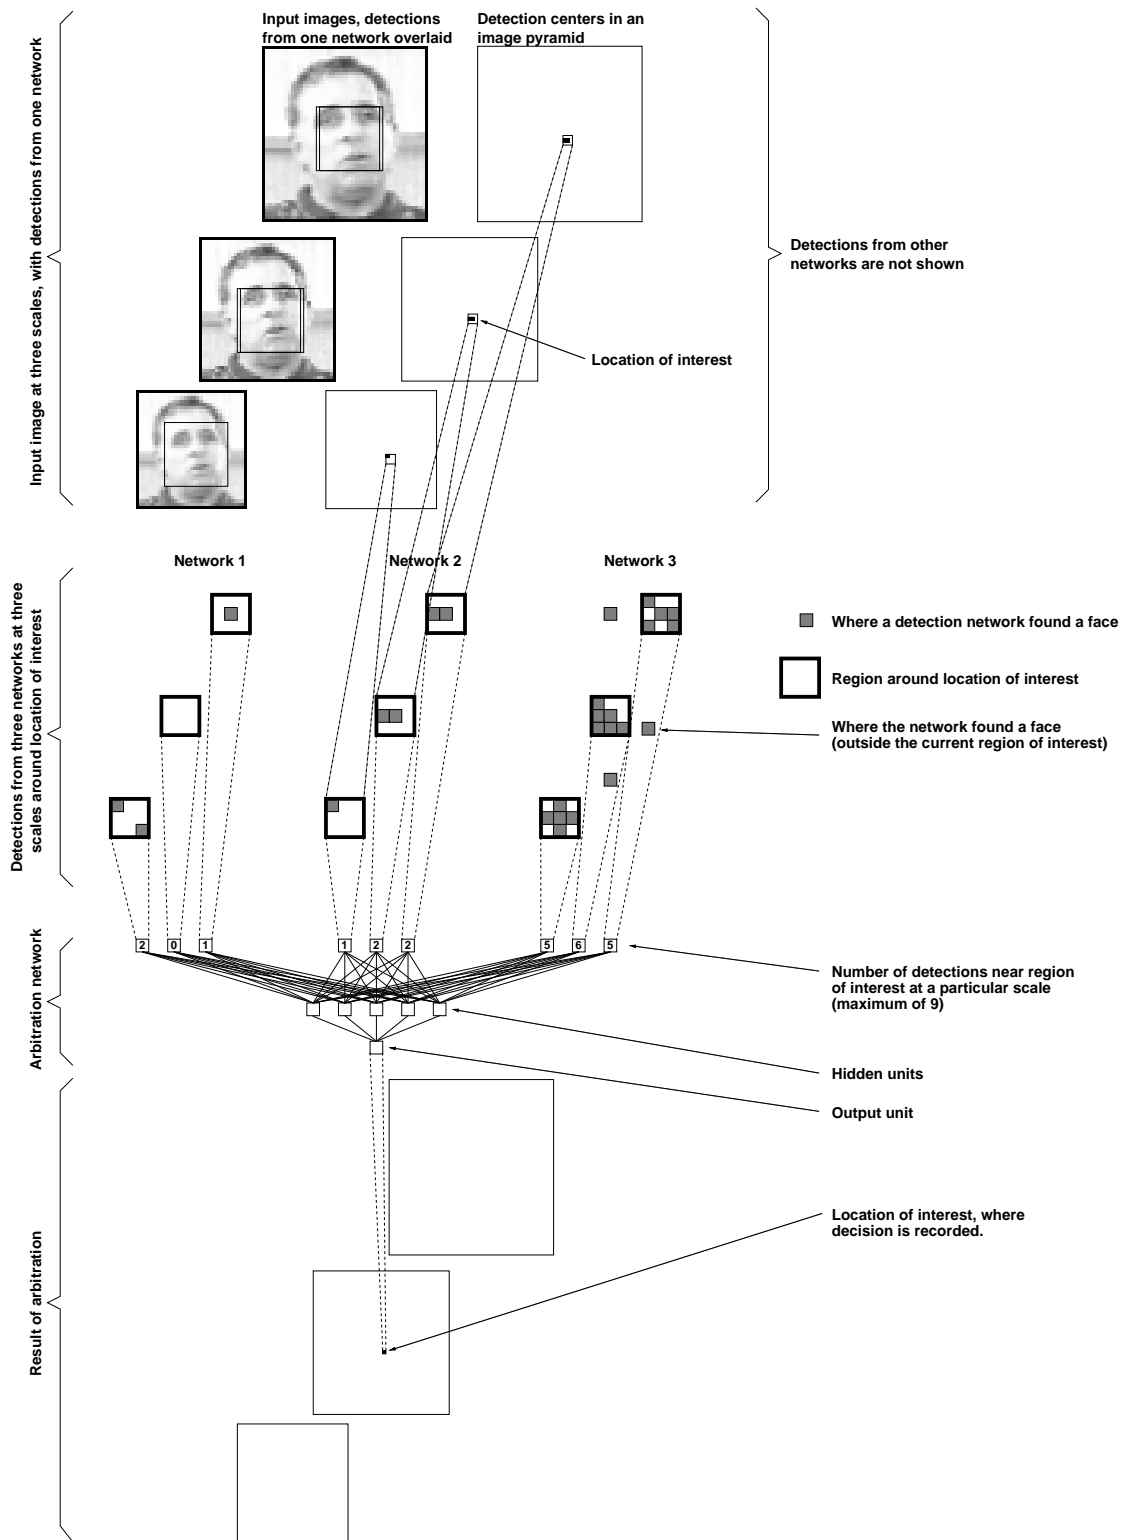 Input images, detections
from one network overlaid
Detection centers in an
image pyramid
Input image at three scales, with detections from one network
Detections from other
networks are not shown
Location of interest
Network 1
Network 2
Network 3
Detections from three networks at three
scales around location of interest
Where a detection network found a face
Region around location of interest
Where the network found a face
(outside the current region of interest)
Arbitration network
2 0 1 1 2 2 5 6 5
Number of detections near region
of interest at a particular scale
(maximum of 9)
Hidden units
Output unit
Result of arbitration
Location of interest, where
decision is recorded.